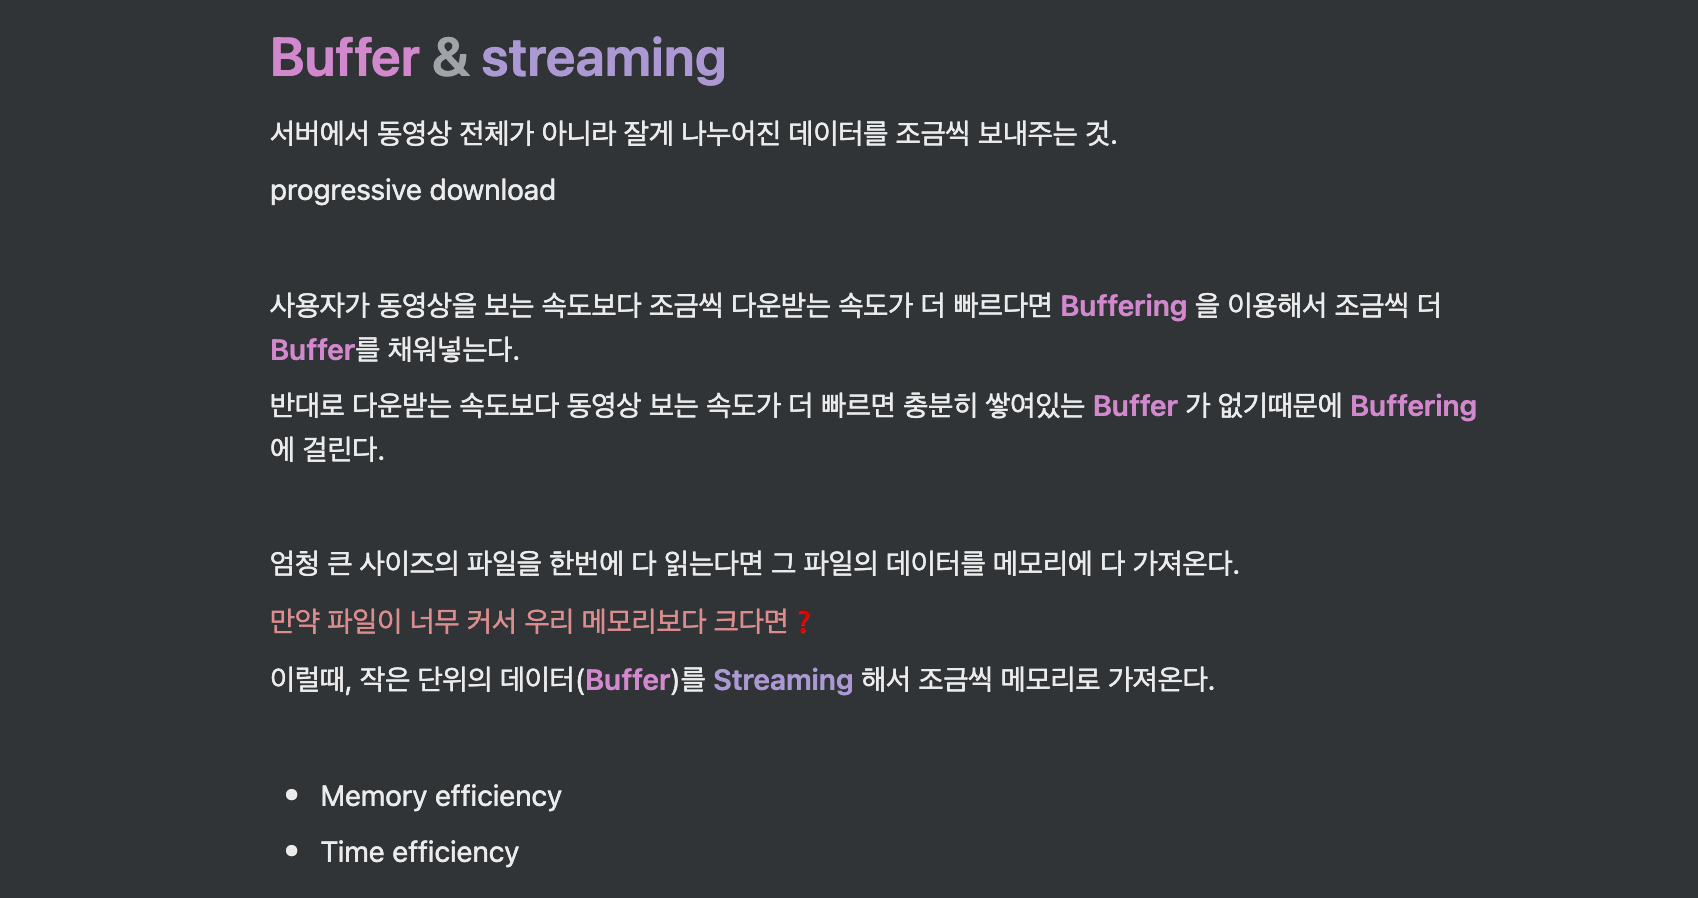 Buffer & streaming
서버에서 동영상 전체가 아니라 잘게 나누어진 데이터를 조금씩 보내주는 것.
progressive download
사용자가 동영상을 보는 속도보다 조금씩 다운받는 속도가 더 빠르다면 Buffering 을 이용해서 조금씩 더
Buffer를 채워넣는다.
반대로 다운받는 속도보다 동영상 보는 속도가 더 빠르면 충분히 쌓여있는 Buffer 가 없기때문에 Buffering
에 걸린다.
엄청 큰 사이즈의 파일을 한번에 다 읽는다면 그 파일의 데이터를 메모리에 다 가져온다.
만약 파일이 너무 커서 우리 메모리보다 크다면 ❓
이럴때, 작은 단위의 데이터(Buffer)를 Streaming 해서 조금씩 메모리로 가져온다.
• Memory efficiency
• Time efficiency